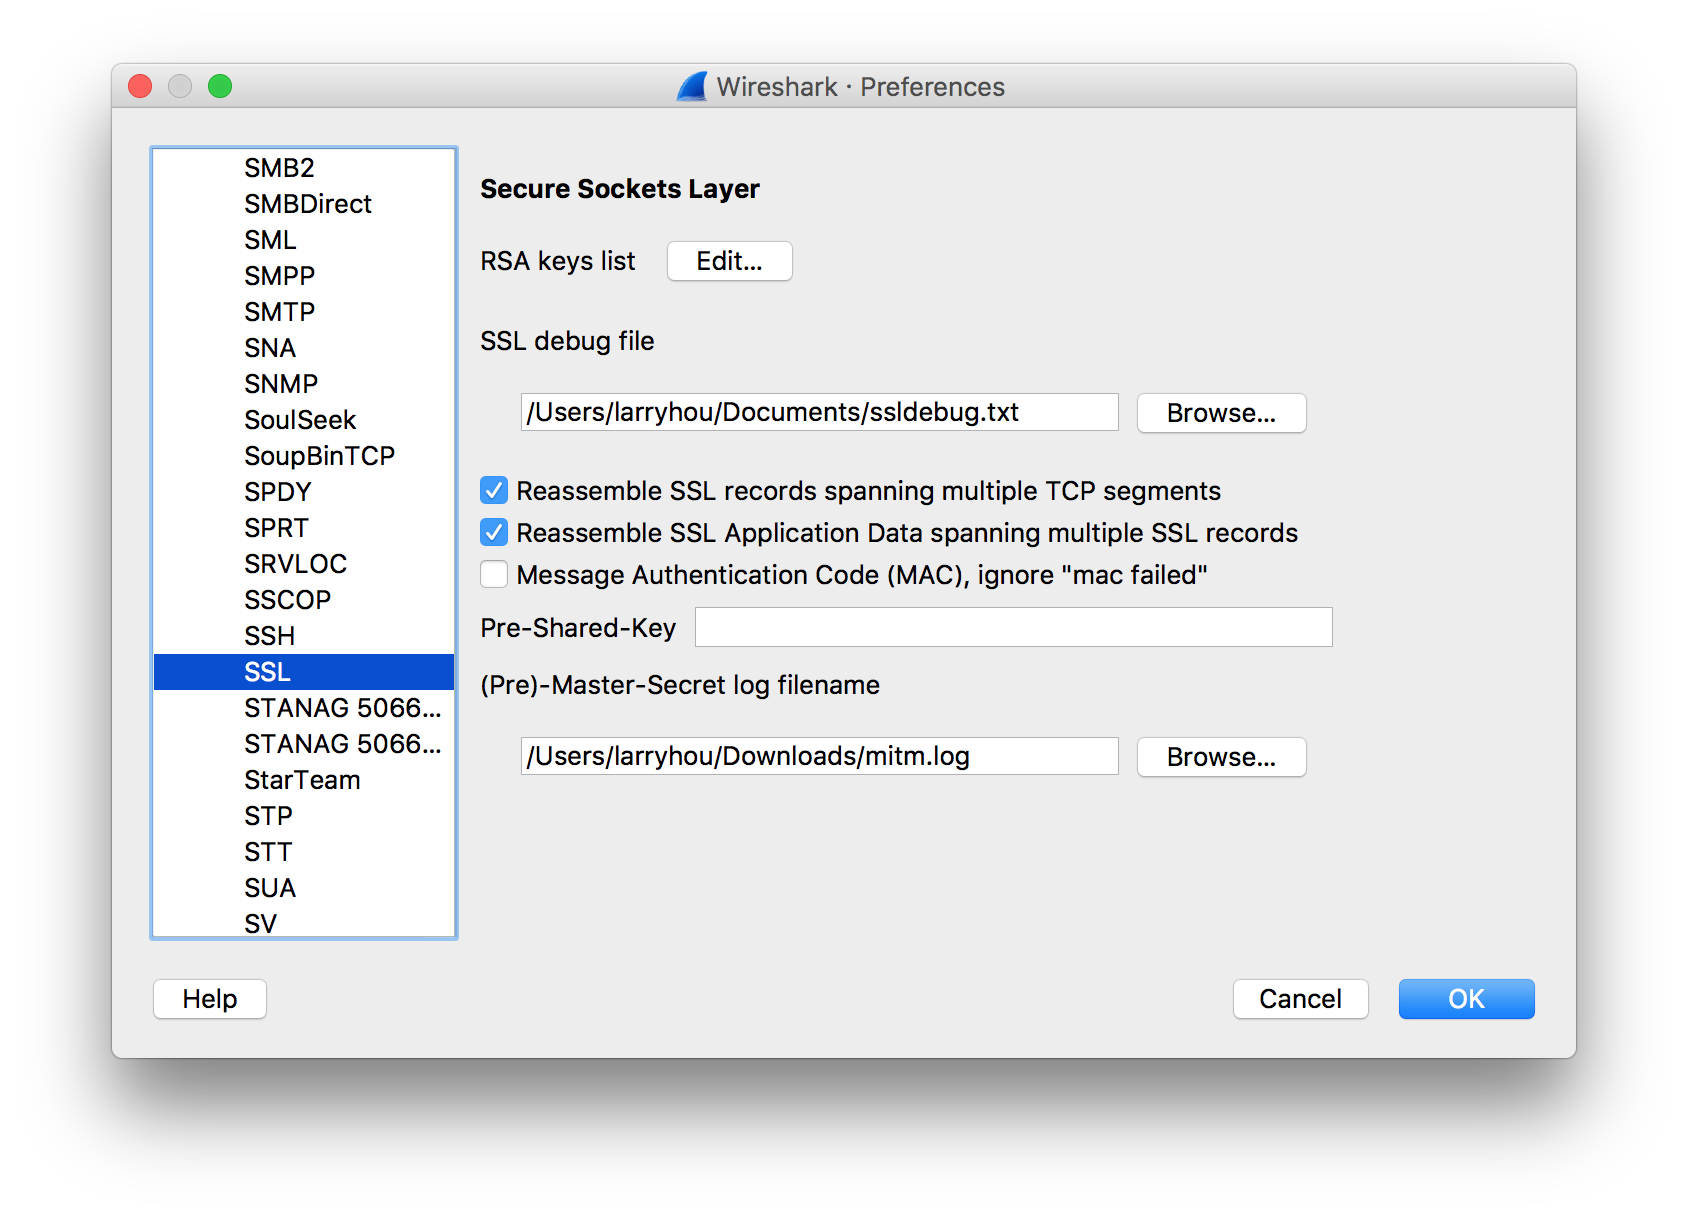 Wireshark · Preferences
SMB2
SMBDirect
SML
SMPP
SMTP
SNA
SNMP
SoulSeek
SoupBinTCP
SPDY
SPRT
SRVLOC
SSCOP
SSH
SSL
STANAG 5066...
STANAG 5066...
StarTeam
STP
STT
SUA
SV
Secure Sockets Layer
RSA keys list Edit...
SSL debug file
/Users/larryhou/Documents/ssldebug.txt Browse...
Reassemble SSL records spanning multiple TCP segments
Reassemble SSL Application Data spanning multiple SSL records
Message Authentication Code (MAC), ignore "mac failed"
Pre-Shared-Key
(Pre)-Master-Secret log filename
/Users/larryhou/Downloads/mitm.log Browse...
Help Cancel OK